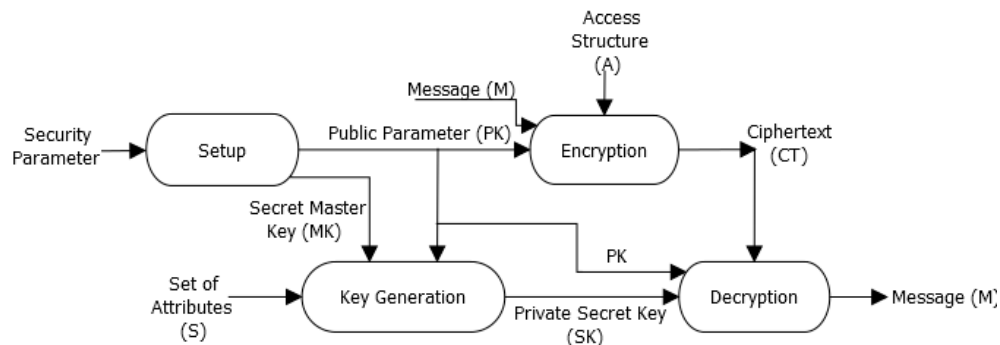 Access
Structure
(A)
Message (M)
Security
Parameter
Setup
Public Parameter (PK)
Encryption
Ciphertext
(CT)
Secret Master
Key (MK)
PK
Set of
Attributes
(S)
Key Generation
Private Secret Key
(SK)
Decryption
Message (M)